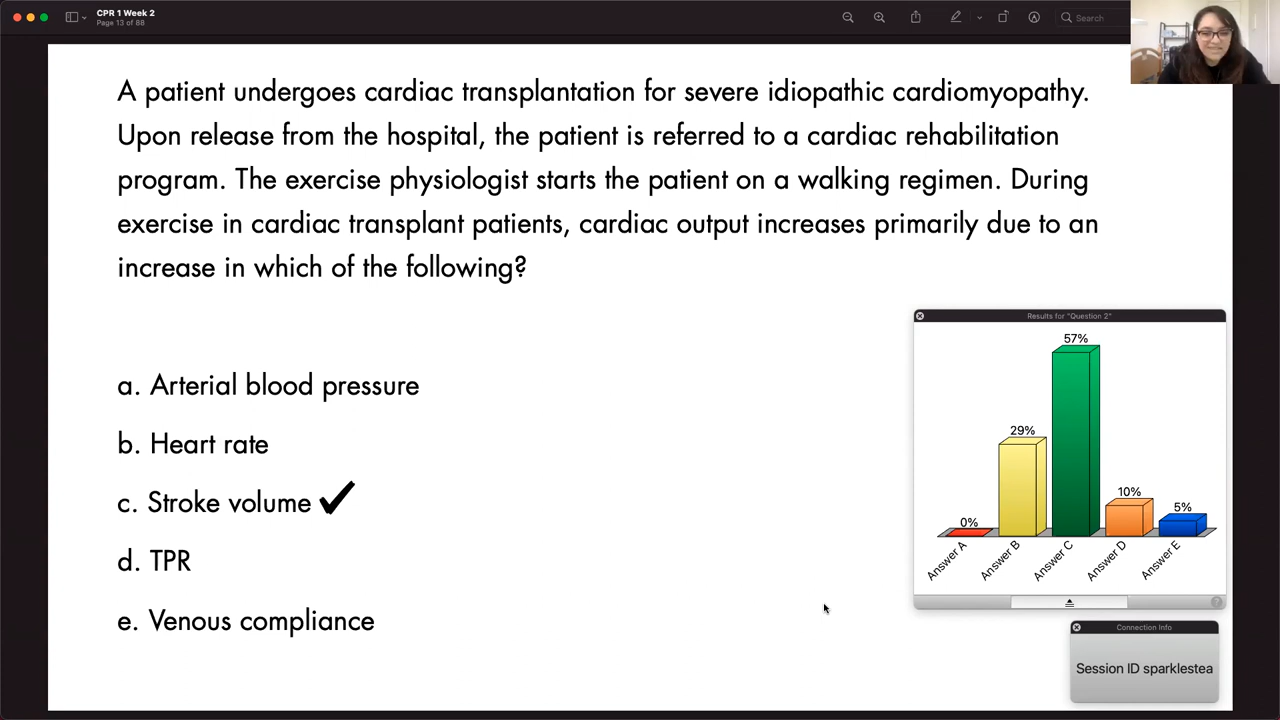 CPR 1 Week 2
Page 13 of 88
Search
A patient undergoes cardiac transplantation for severe idiopathic cardiomyopathy.
Upon release from the hospital, the patient is referred to a cardiac rehabilitation
program. The exercise physiologist starts the patient on a walking regimen. During
exercise in cardiac transplant patients, cardiac output increases primarily due to an
increase in which of the following?
a. Arterial blood pressure
b. Heart rate
c. Stroke volume
d. TPR
e. Venous compliance
Results for "Question 2"
57%
29%
10%
5%
0%
Answer A
Answer B
Answer C
Answer D
Answer E
?
Connection Info
Session ID sparklestea